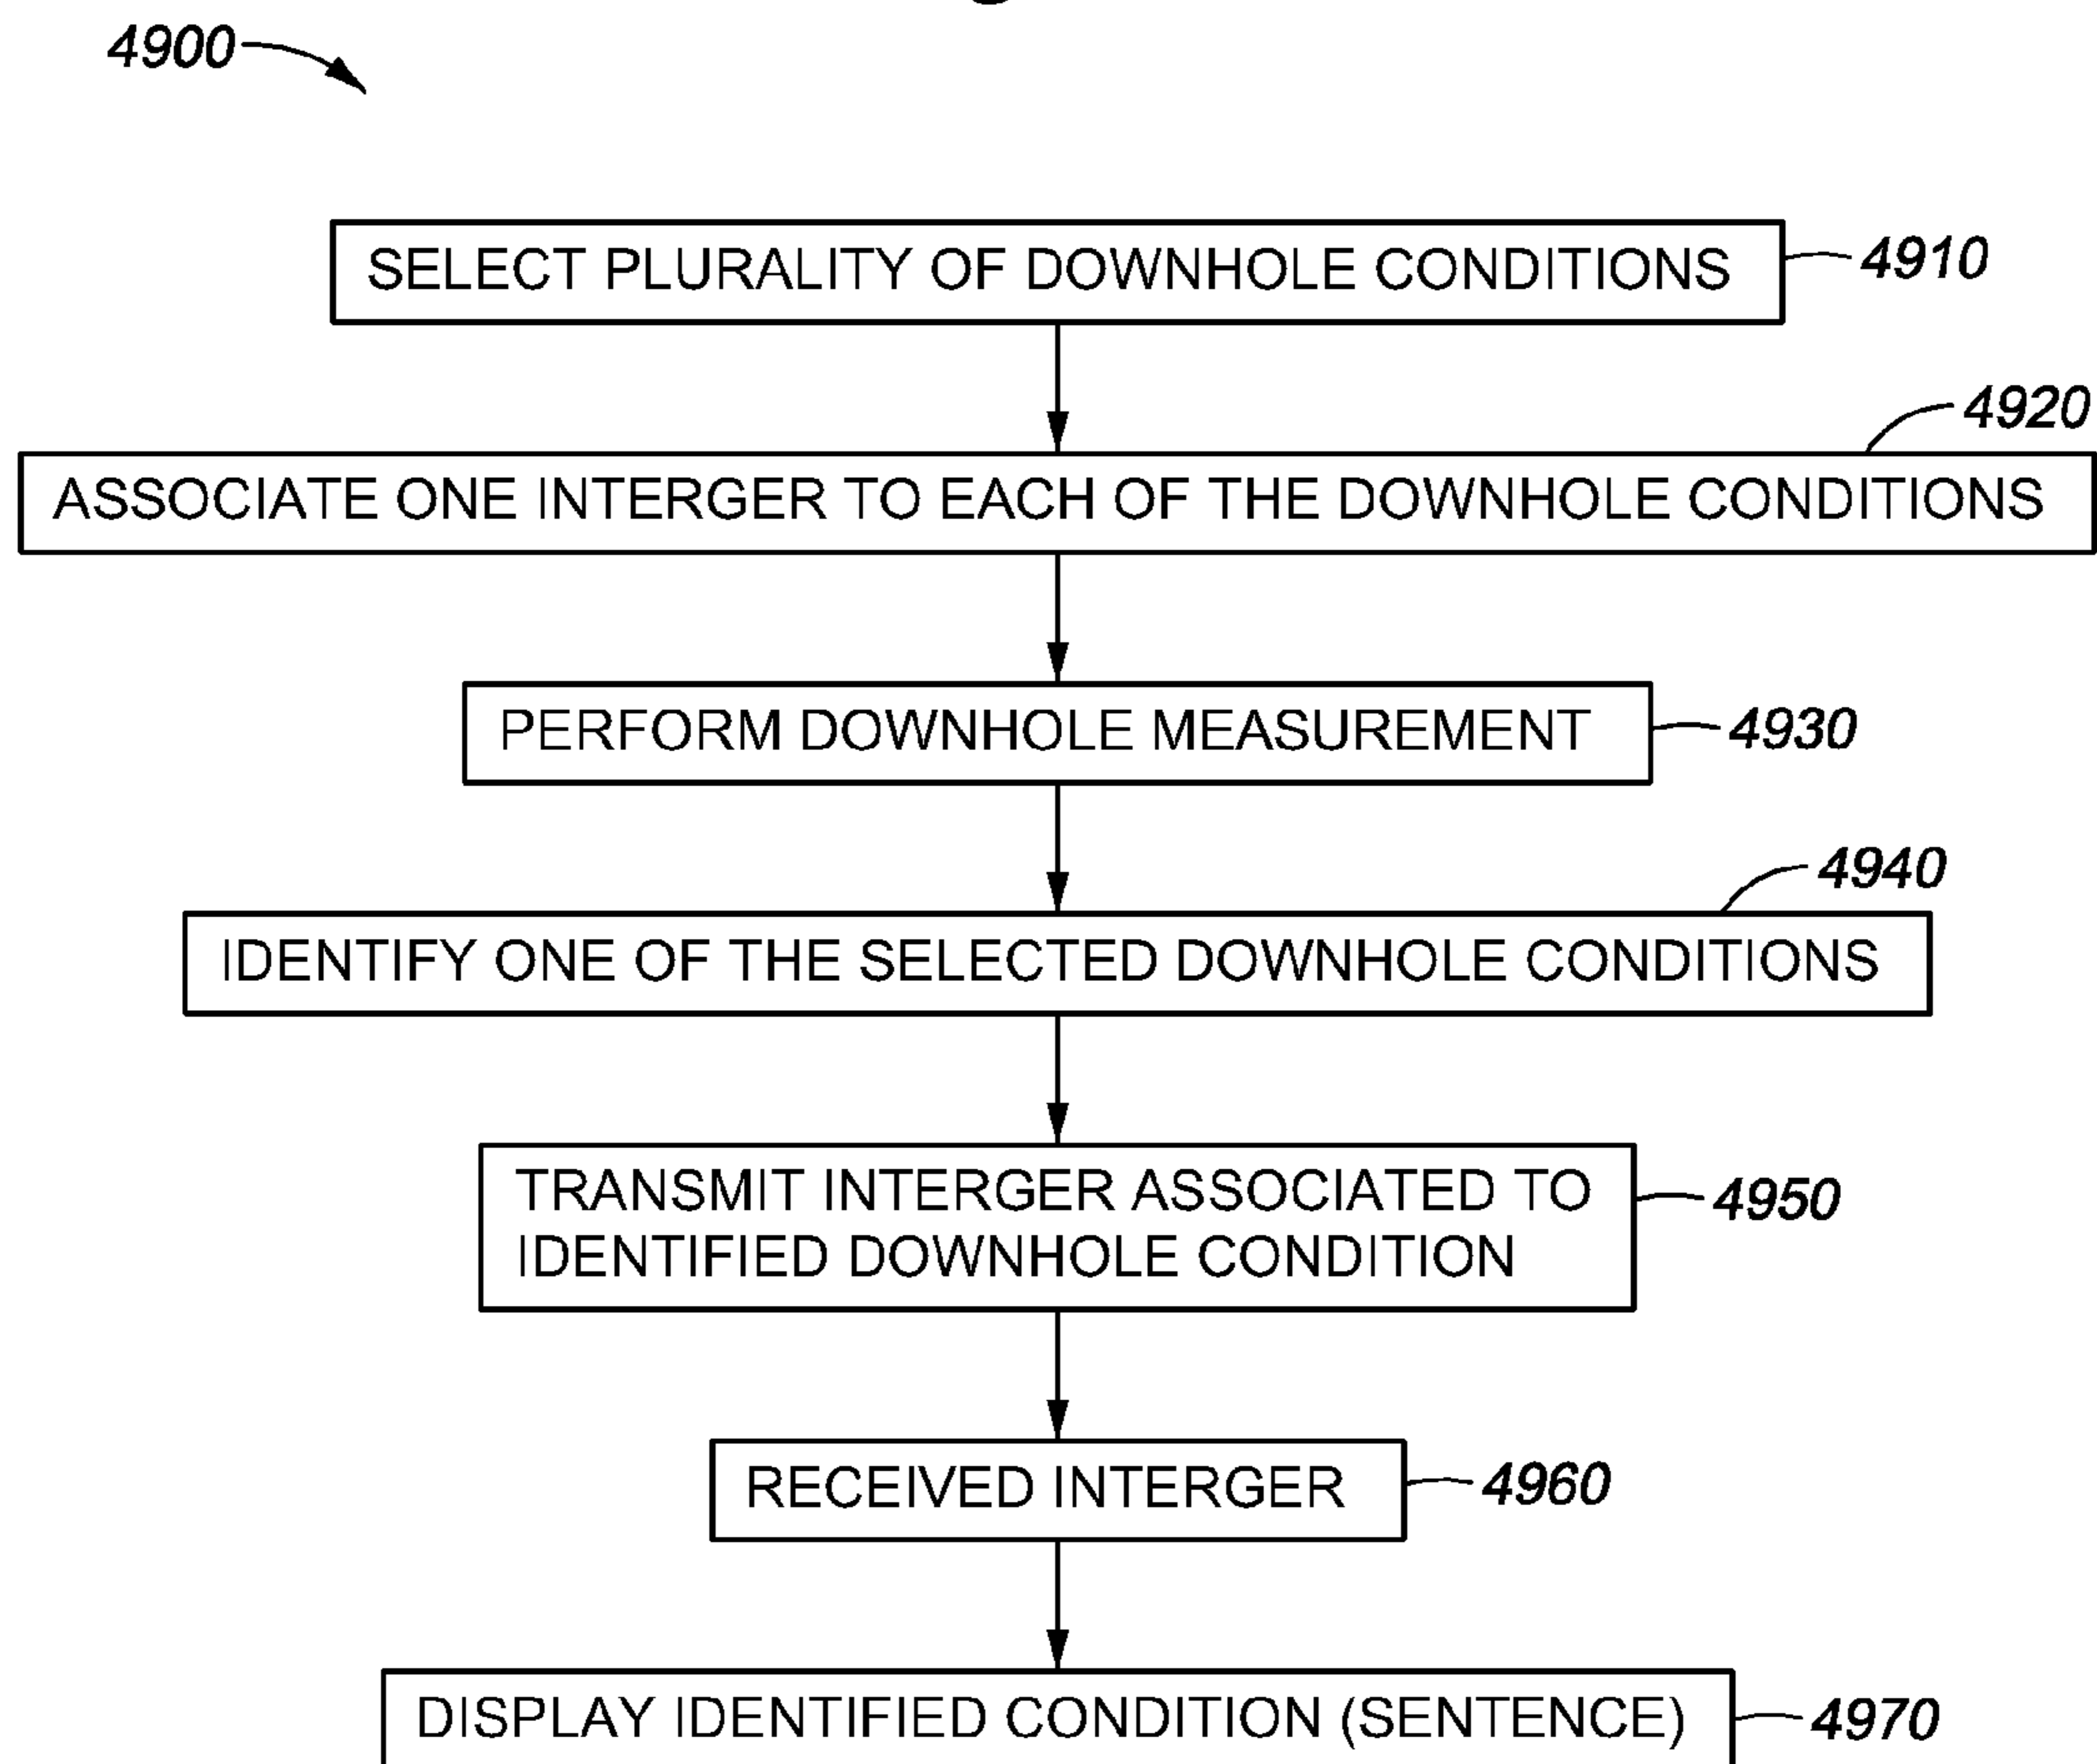 4900
SELECT PLURALITY OF DOWNHOLE CONDITIONS
4910
4920
ASSOCIATE ONE INTERGER TO EACH OF THE DOWNHOLE CONDITIONS
PERFORM DOWNHOLE MEASUREMENT
4930
4940
IDENTIFY ONE OF THE SELECTED DOWNHOLE CONDITIONS
TRANSMIT INTERGER ASSOCIATED TO
IDENTIFIED DOWNHOLE CONDITION
4950
RECEIVED INTERGER
4960
DISPLAY IDENTIFIED CONDITION (SENTENCE)
4970